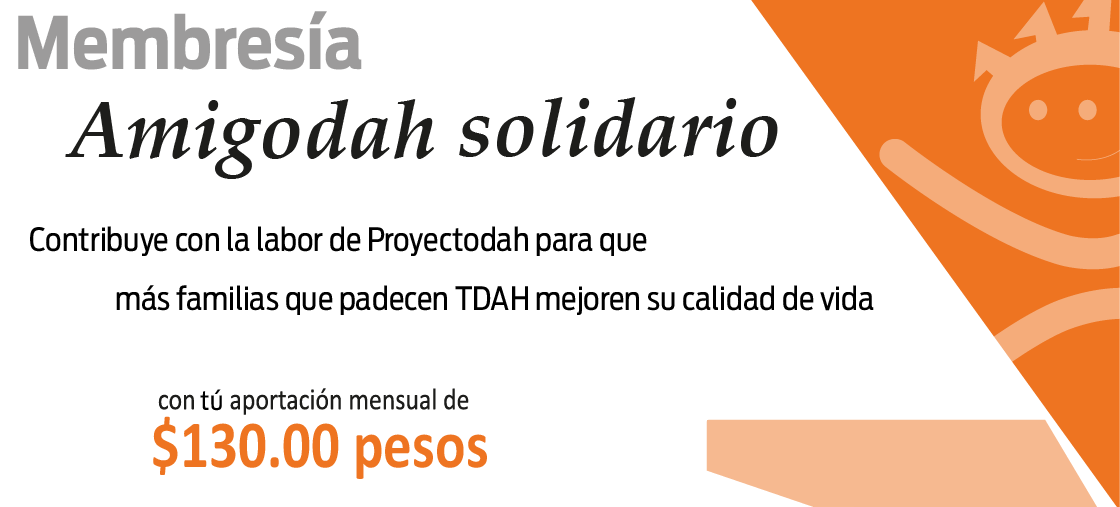 Membresía
Amigodah solidario
Contribuye con la labor de Proyectodah para que
más familias que padecen TDAH mejoren su calidad de vida
con tú aportación mensual de
$130.00 pesos